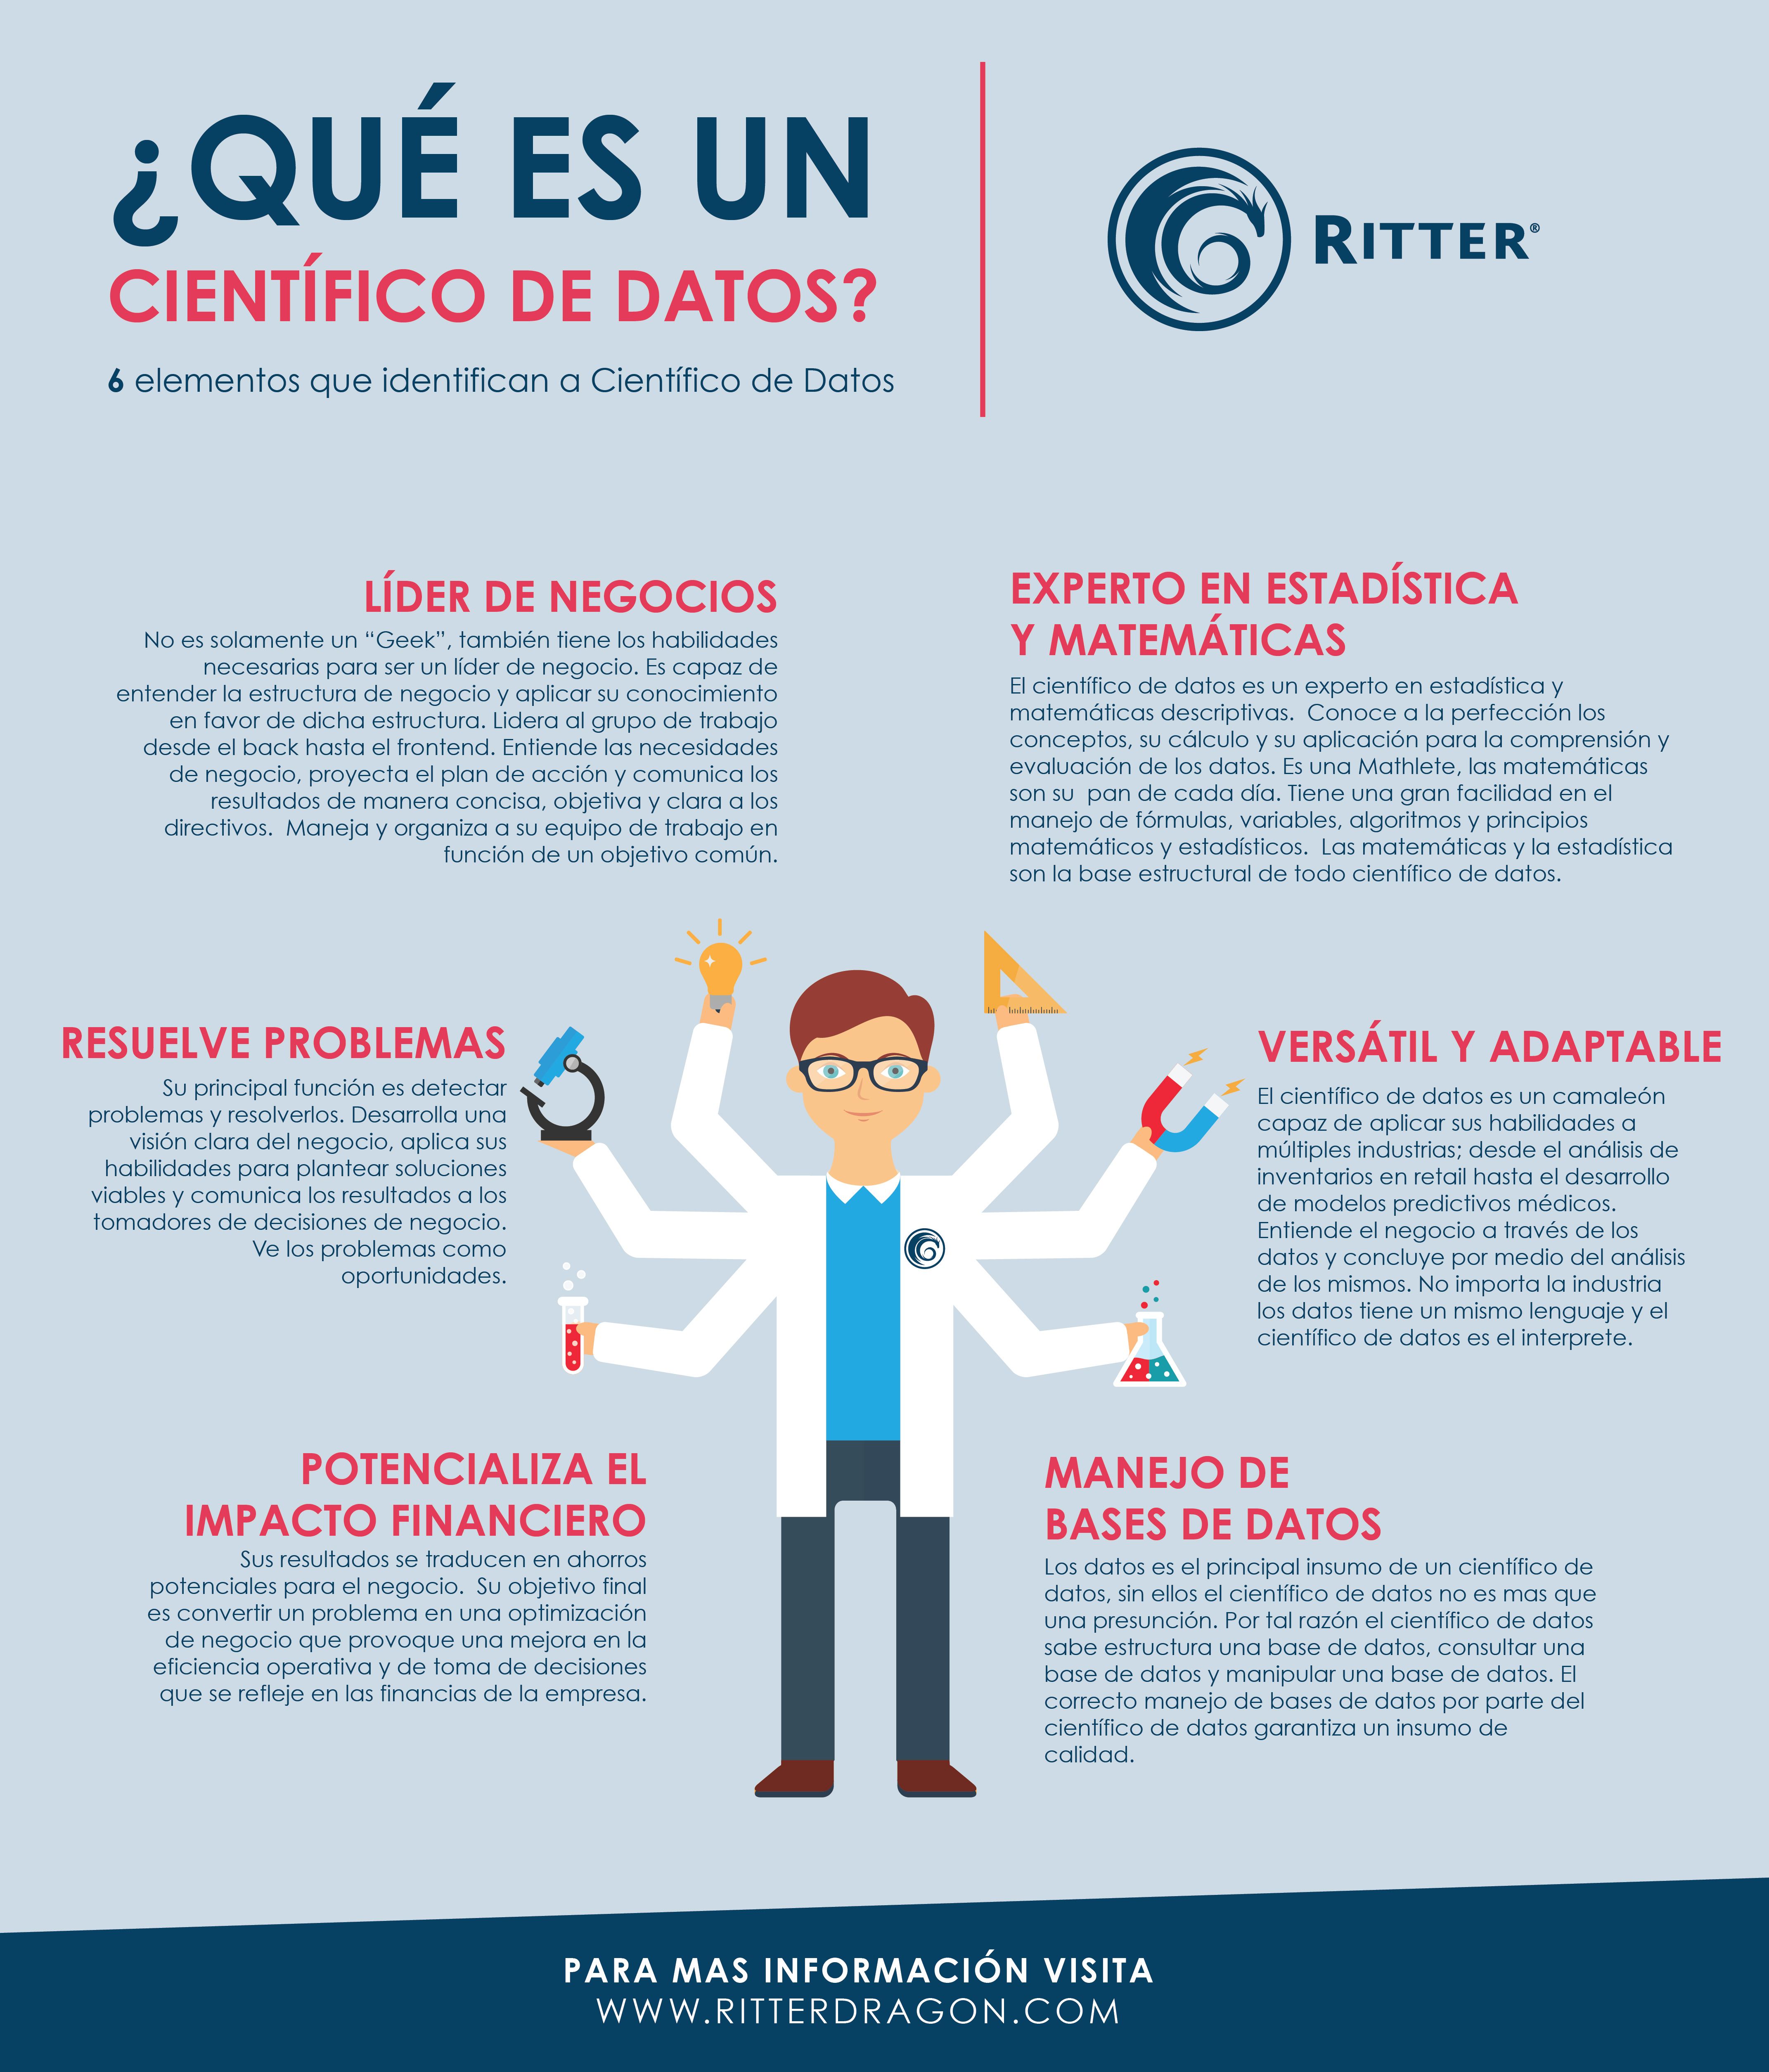 ¿QUÉ ES UN
CIENTÍFICO DE DATOS?
6 elementos que identifican a Científico de Datos
RITTER®
LÍDER DE NEGOCIOS
No es solamente un “Geek”, también tiene los habilidades
necesarias para ser un líder de negocio. Es capaz de
entender la estructura de negocio y aplicar su conocimiento
en favor de dicha estructura. Lidera al grupo de trabajo
desde el back hasta el frontend. Entiende las necesidades
de negocio, proyecta el plan de acción y comunica los
resultados de manera concisa, objetiva y clara a los
directivos.  Maneja y organiza a su equipo de trabajo en
función de un objetivo común.
EXPERTO EN ESTADÍSTICA
Y MATEMÁTICAS
El científico de datos es un experto en estadística y
matemáticas descriptivas.  Conoce a la perfección los
conceptos, su cálculo y su aplicación para la comprensión y
evaluación de los datos. Es una Mathlete, las matemáticas
son su  pan de cada día. Tiene una gran facilidad en el
manejo de fórmulas, variables, algoritmos y principios
matemáticos y estadísticos.  Las matemáticas y la estadística
son la base estructural de todo científico de datos.
RESUELVE PROBLEMAS
Su principal función es detectar
problemas y resolverlos. Desarrolla una
visión clara del negocio, aplica sus
habilidades para plantear soluciones
viables y comunica los resultados a los
tomadores de decisiones de negocio.
Ve los problemas como
oportunidades.
VERSÁTIL Y ADAPTABLE
El científico de datos es un camaleón
capaz de aplicar sus habilidades a
múltiples industrias; desde el análisis de
inventarios en retail hasta el desarrollo
de modelos predictivos médicos.
Entiende el negocio a través de los
datos y concluye por medio del análisis
de los mismos. No importa la industria
los datos tiene un mismo lenguaje y el
científico de datos es el interprete.
POTENCIALIZA EL
IMPACTO FINANCIERO
Sus resultados se traducen en ahorros
potenciales para el negocio.  Su objetivo final
es convertir un problema en una optimización
de negocio que provoque una mejora en la
eficiencia operativa y de toma de decisiones
que se refleje en las financias de la empresa.
MANEJO DE
BASES DE DATOS
Los datos es el principal insumo de un científico de
datos, sin ellos el científico de datos no es mas que
una presunción. Por tal razón el científico de datos
sabe estructura una base de datos, consultar una
base de datos y manipular una base de datos. El
correcto manejo de bases de datos por parte del
científico de datos garantiza un insumo de
calidad.
PARA MAS INFORMACIÓN VISITA
WWW.RITTERDRAGON.COM